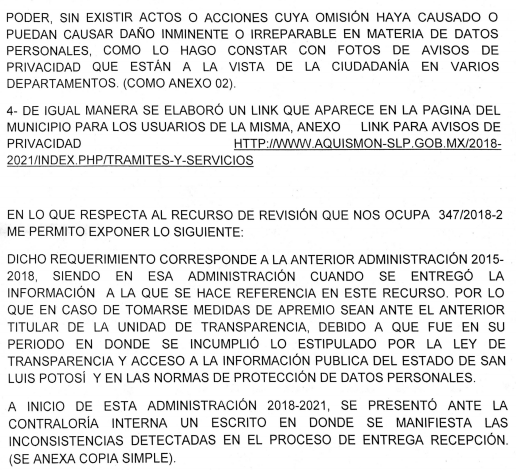 PODER, SIN EXISTIR ACTOS O ACCIONES CUYA OMISIÓN HAYA CAUSADO O
PUEDAN CAUSAR DAÑO INMINENTE O IRREPARABLE EN MATERIA DE DATOS
PERSONALES, COMO LO HAGO CONSTAR CON FOTOS DE AVISOS DE
PRIVACIDAD QUE ESTÁN A LA VISTA DE LA CIUDADANÍA EN VARIOS
DEPARTAMENTOS. (COMO ANEXO 02).
4- DE IGUAL MANERA SE ELABORÓ UN LINK QUE APARECE EN LA PAGINA DEL
MUNICIPIO PARA LOS USUARIOS DE LA MISMA, ANEXO LINK PARA AVISOS DE
PRIVACIDAD HTTP://WWW.AQUISMON-SLP.GOB.MX/2018-
2021/INDEX.PHP/TRAMITES-Y-SERVICIOS
EN LO QUE RESPECTA AL RECURSO DE REVISIÓN QUE NOS OCUPA 347/2018-2
ME PERMITO EXPONER LO SIGUIENTE:
DICHO REQUERIMIENTO CORRESPONDE A LA ANTERIOR ADMINISTRACIÓN 2015-
2018, SIENDO EN ESA ADMINISTRACIÓN CUANDO SE ENTREGÓ LA
INFORMACIÓN A LA QUE SE HACE REFERENCIA EN ESTE RECURSO. POR LO
QUE EN CASO DE TOMARSE MEDIDAS DE APREMIO SEAN ANTE EL ANTERIOR
TITULAR DE LA UNIDAD DE TRANSPARENCIA, DEBIDO A QUE FUE EN SU
PERIODO EN DONDE SE INCUMPLIÓ LO ESTIPULADO POR LA LEY DE
TRANSPARENCIA Y ACCESO A LA INFORMACIÓN PUBLICA DEL ESTADO DE SAN
LUIS POTOSÍ Y EN LAS NORMAS DE PROTECCIÓN DE DATOS PERSONALES.
A INICIO DE ESTA ADMINISTRACIÓN 2018-2021, SE PRESENTÓ ANTE LA
CONTRALORÍA INTERNA UN ESCRITO EN DONDE SE MANIFIESTA LAS
INCONSISTENCIAS DETECTADAS EN EL PROCESO DE ENTREGA RECEPCIÓN.
(SE ANEXA COPIA SIMPLE).